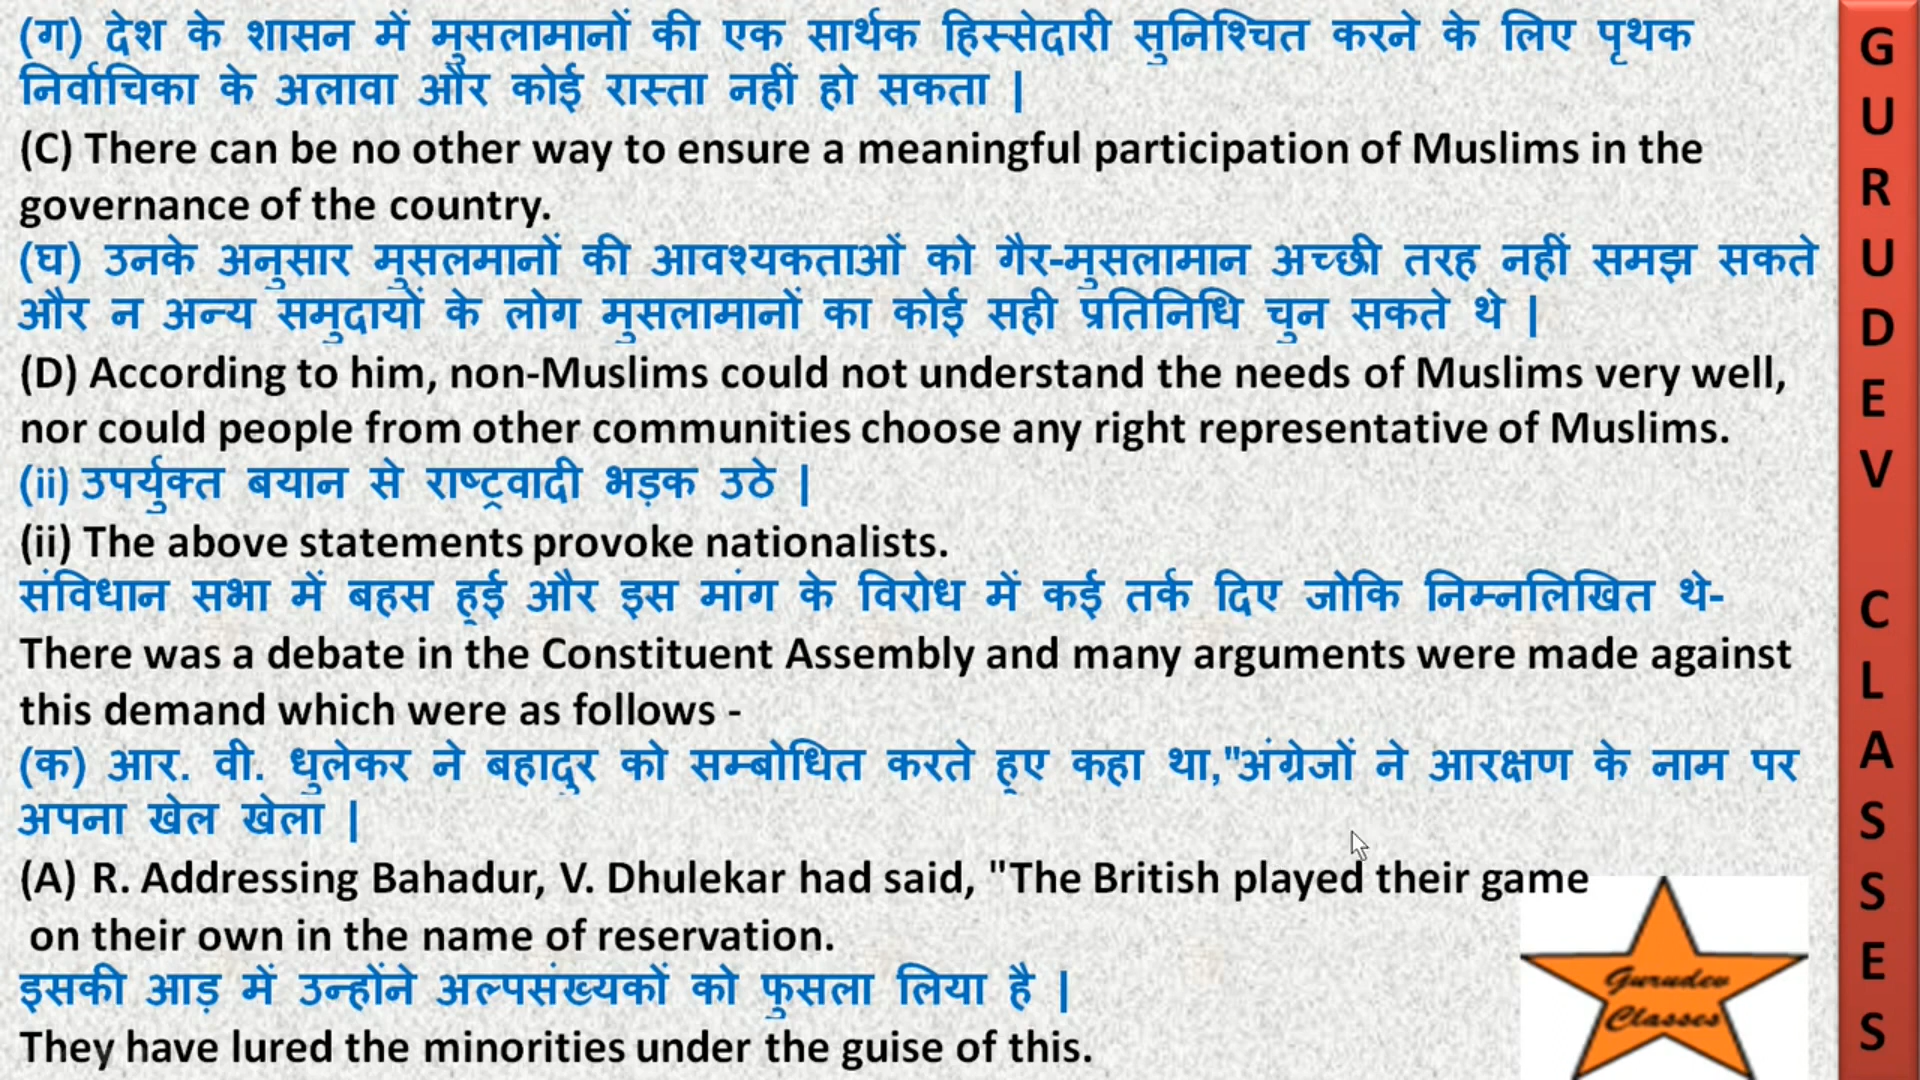 (ग) देश के शासन में मुसलामानों की एक सार्थक हिस्सेदारी सुनिश्चित करने के लिए पृथक
निर्वाचिका के अलावा और कोई रास्ता नहीं हो सकता |
(C) There can be no other way to ensure a meaningful participation of Muslims in the
governance of the country.
(घ) उनके अनुसार मुसलमानों की आवश्यकताओं को गैर-मुसलामान अच्छी तरह नहीं समझ सकते
और न अन्य समुदायों के लोग मुसलामानों का कोई सही प्रतिनिधि चुन सकते थे |
(D) According to him, non-Muslims could not understand the needs of Muslims very well,
nor could people from other communities choose any right representative of Muslims.
(ii) उपर्युक्त बयान से राष्ट्रवादी भड़क उठे |
(ii) The above statements provoke nationalists.
संविधान सभा में बहस हुई और इस मांग के विरोध में कई तर्क दिए जोकि निम्नलिखित थे-
There was a debate in the Constituent Assembly and many arguments were made against
this demand which were as follows -
(क) आर. वी. धुलेकर ने बहादुर को सम्बोधित करते हुए कहा था,"अंग्रेजों ने आरक्षण के नाम पर
अपना खेल खेला |
(A) R. Addressing Bahadur, V. Dhulekar had said, "The British played their game
on their own in the name of reservation.
इसकी आड़ में उन्होंने अल्पसंख्यकों को फुसला लिया है |
They have lured the minorities under the guise of this.
GURUDEV CLASSES
Gurudev
Classes